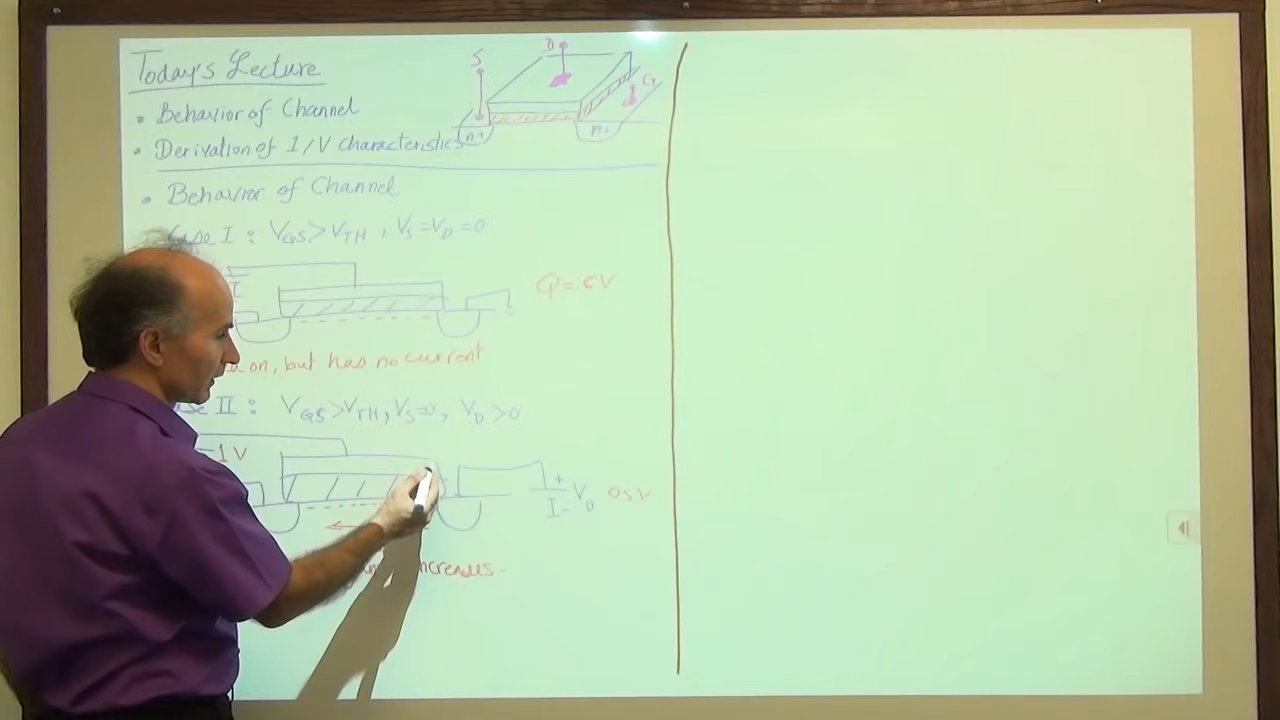 Today's Lecture
• Behavior of Channel
• Derivation of I/V characteristics
S
D
G
n+
n+
• Behavior of Channel
Case I : VGS > VTH , VS = VD = 0
Q = CV
on, but has no current
Case II : VGS > VTH, VS = 0, VD > 0
1V
+
- VD 0.5V
increases.